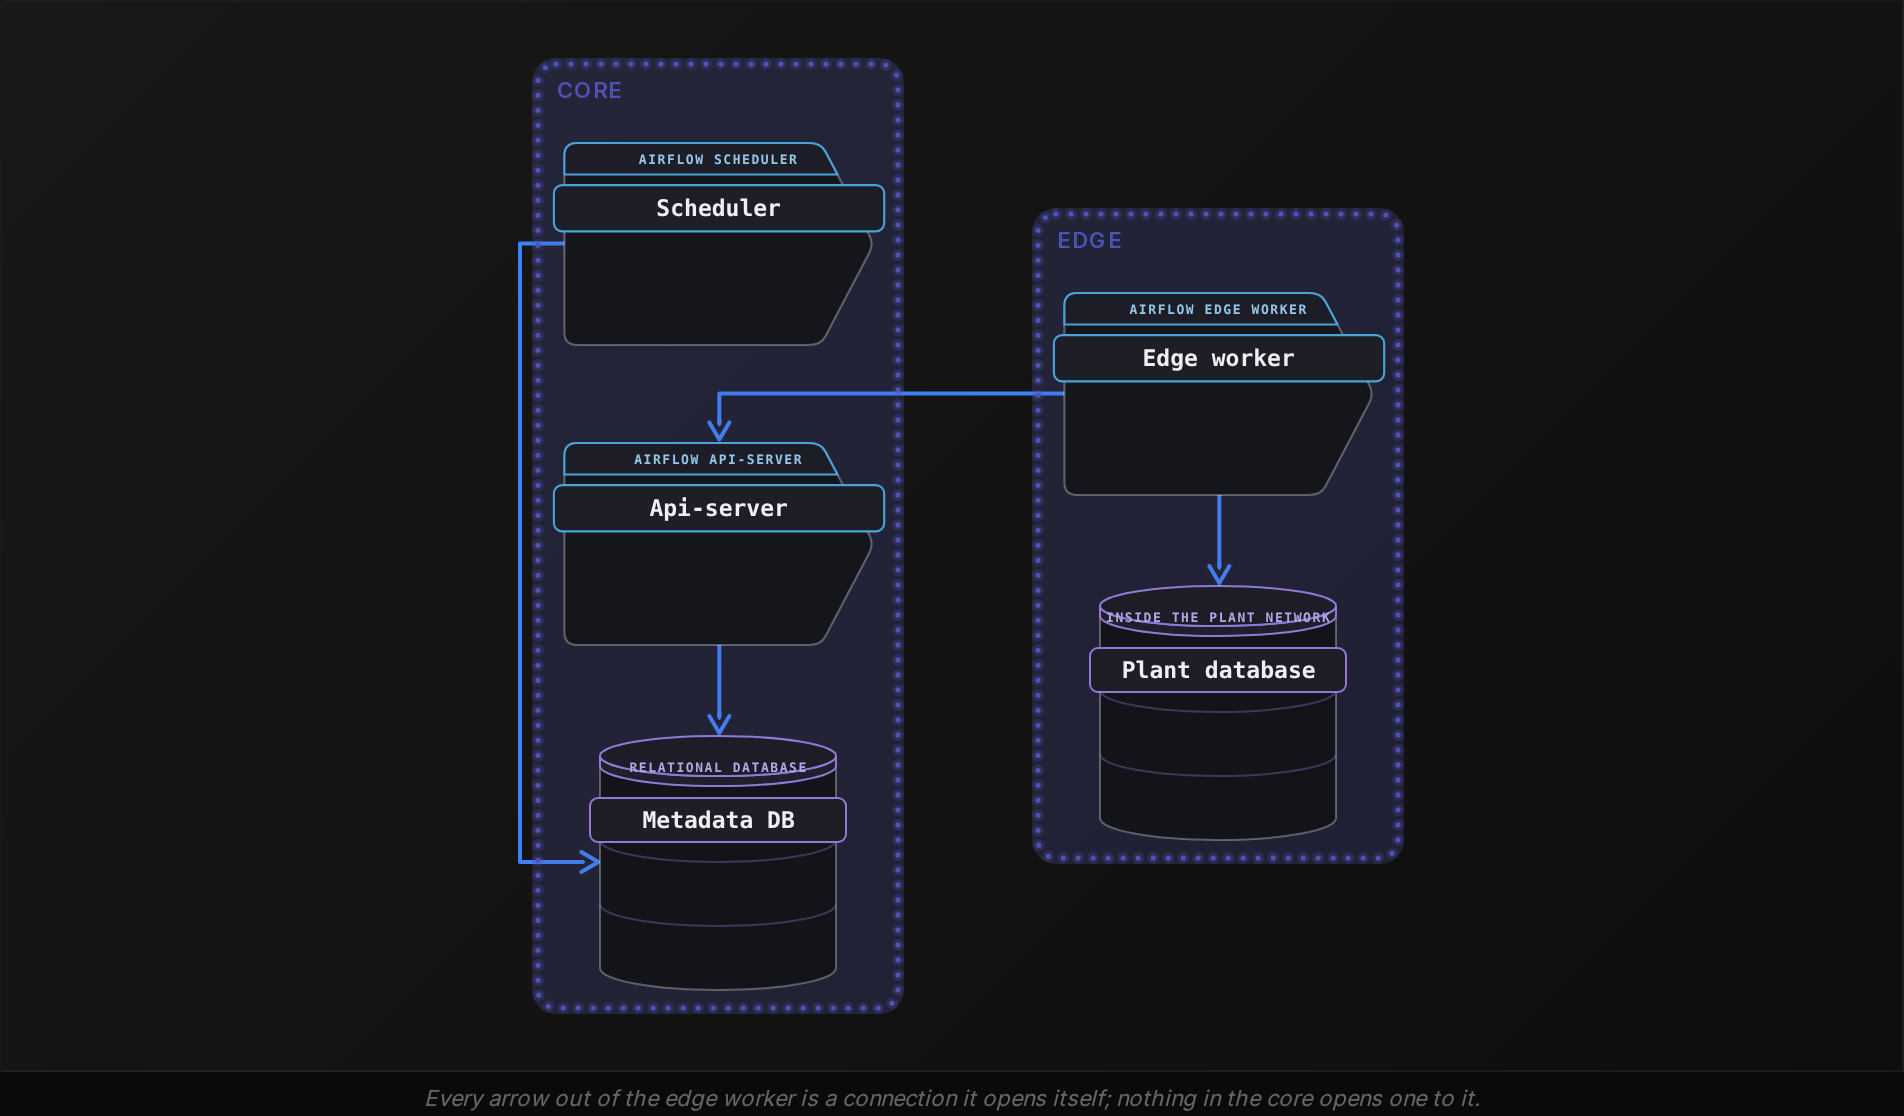 CORE
AIRFLOW SCHEDULER
Scheduler
AIRFLOW API-SERVER
Api-server
RELATIONAL DATABASE
Metadata DB
EDGE
AIRFLOW EDGE WORKER
Edge worker
INSIDE THE PLANT NETWORK
Plant database
Every arrow out of the edge worker is a connection it opens itself; nothing in the core opens one to it.